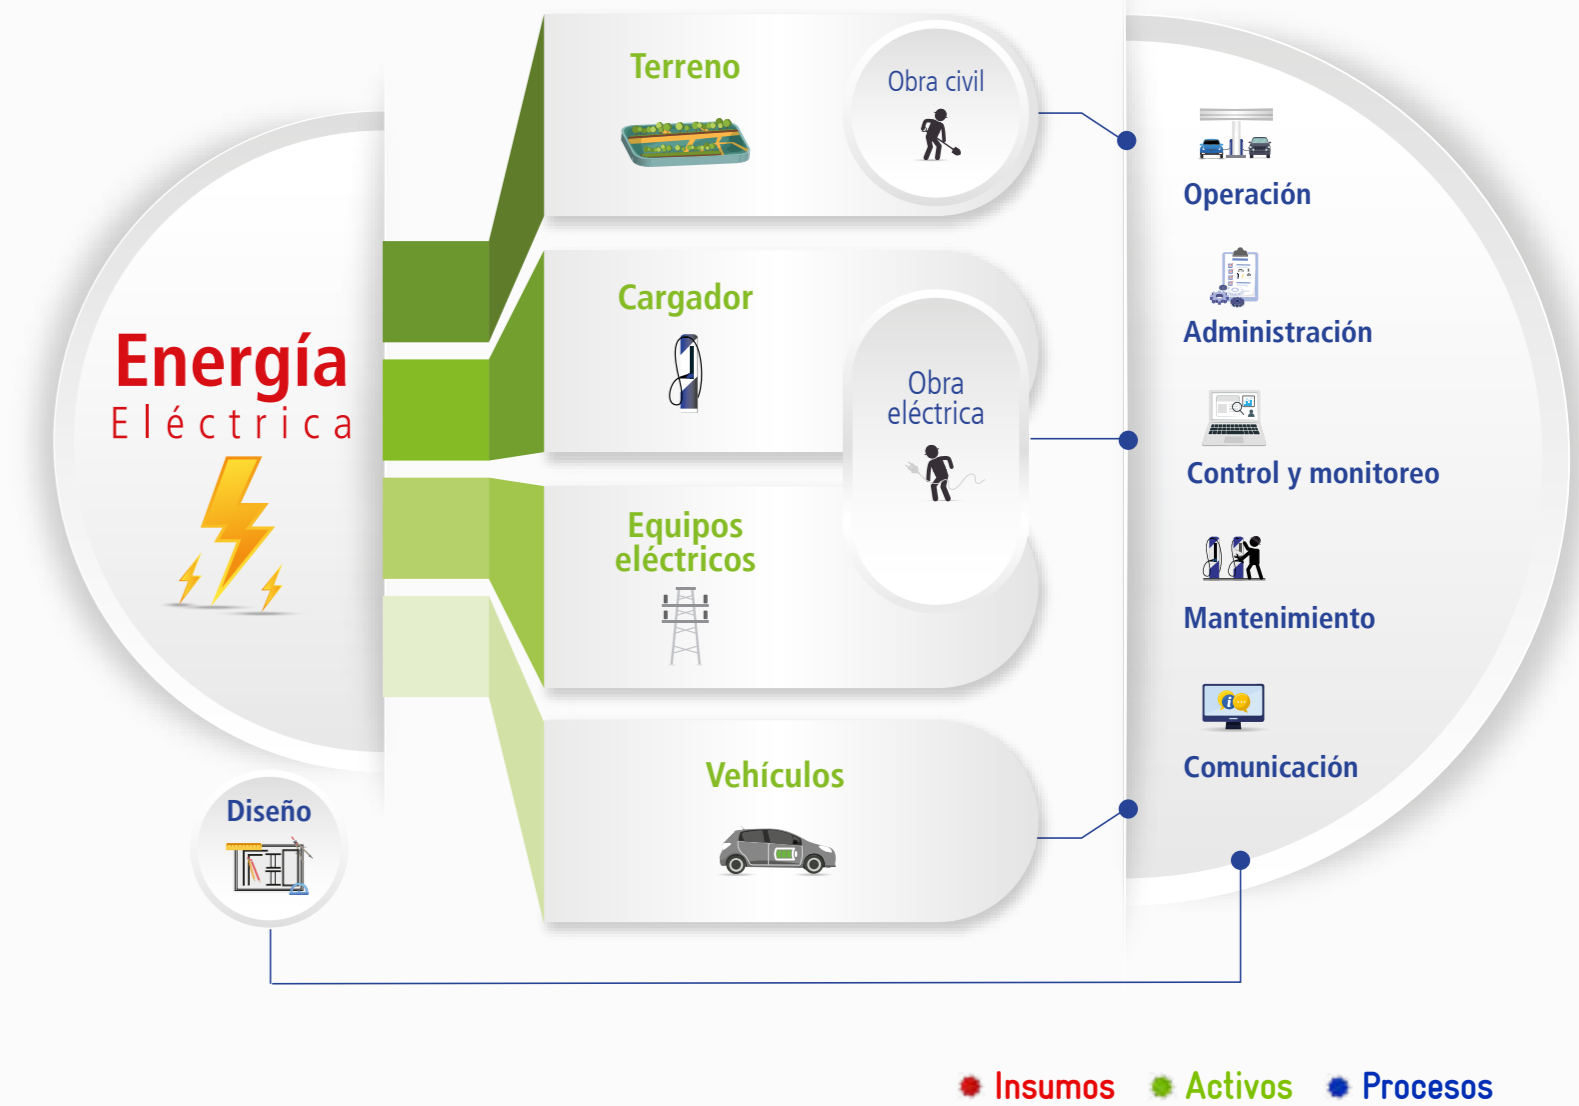 Energía
Eléctrica
Diseño
Terreno
Obra civil
Cargador
Obra
eléctrica
Equipos
eléctricos
Vehículos
Operación
Administración
Control y monitoreo
Mantenimiento
Comunicación
Insumos
Activos
Procesos